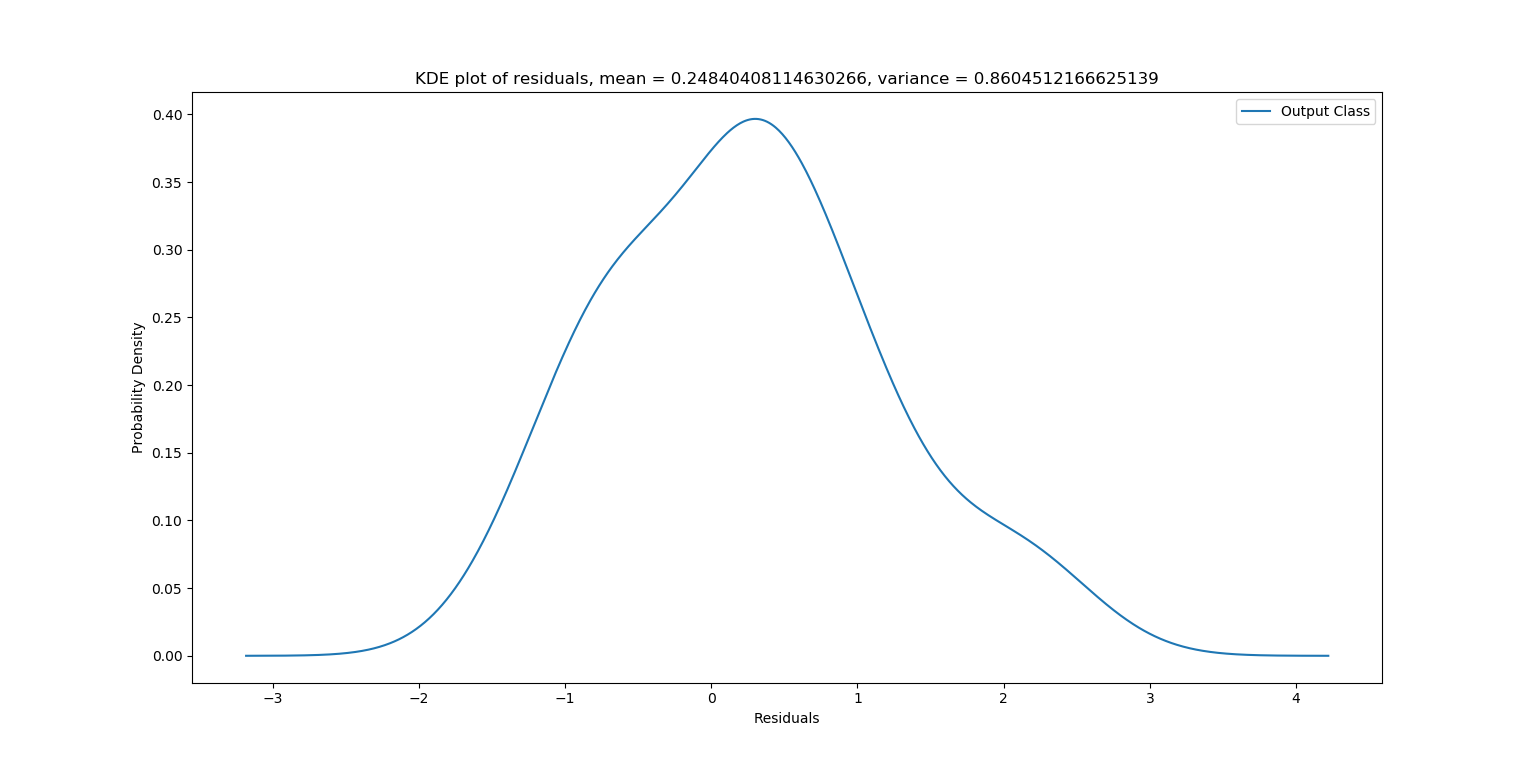 KDE plot of residuals, mean = 0.24840408114630266, variance = 0.8604512166625139
Output Class
0.40
0.35
0.30
0.25
0.20
0.15
0.10
0.05
0.00
Probability Density
−3 −2 −1 0 1 2 3 4
Residuals